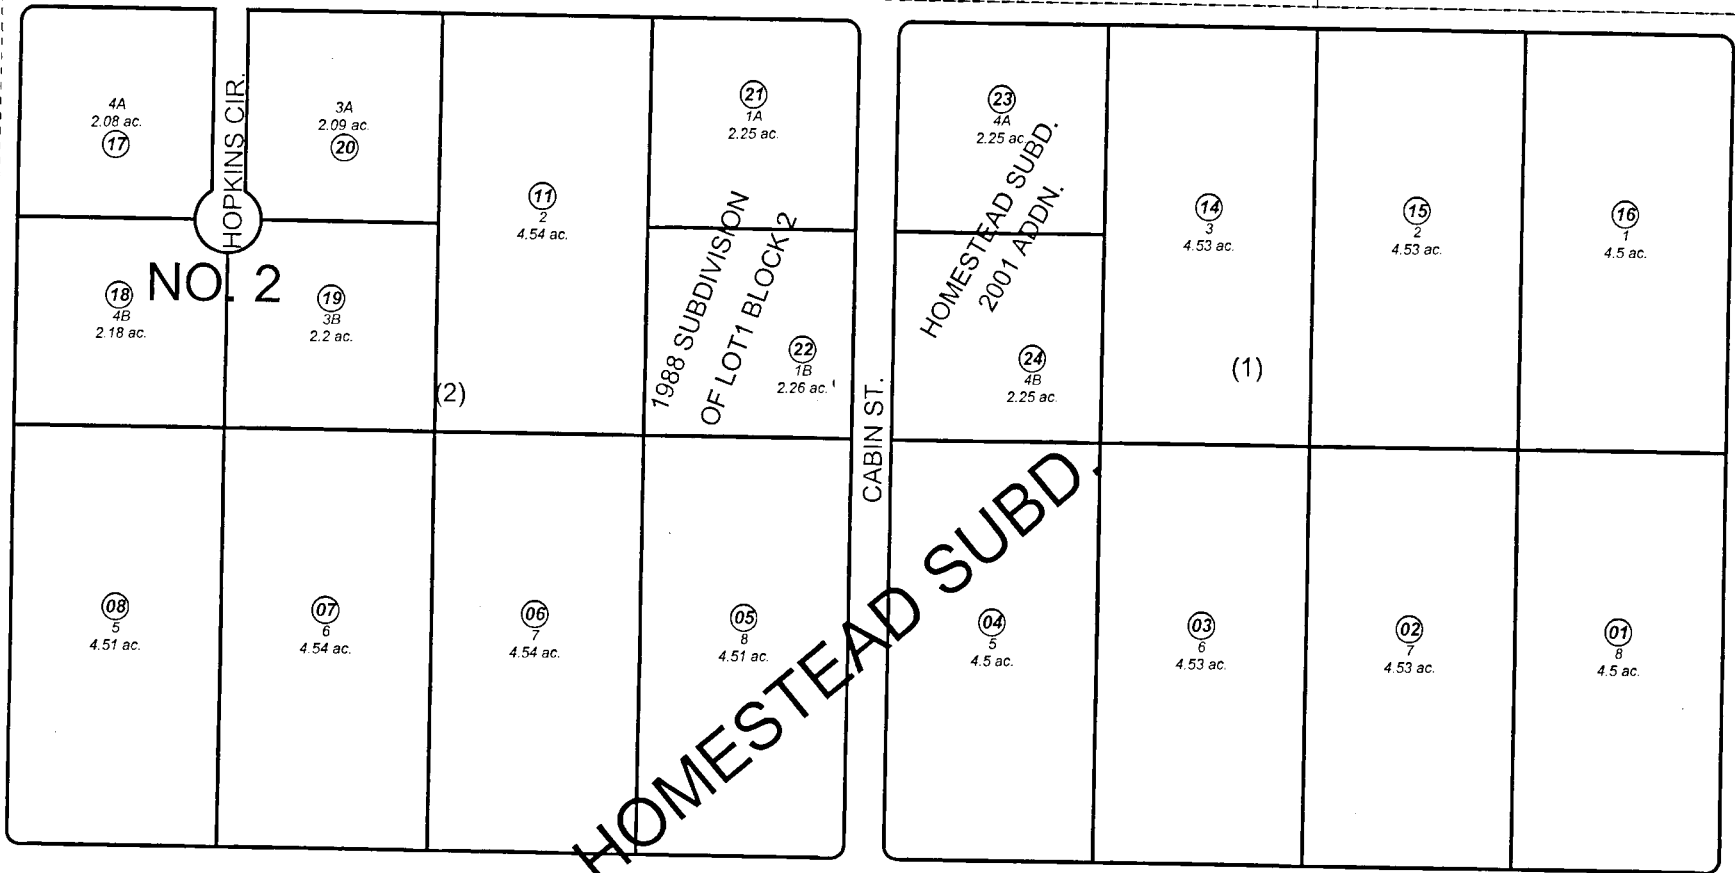 4A
2.08 ac.
17
HOPKINS CIR.
3A
2.09 ac.
20
11
2
4.54 ac.
21
1A
2.25 ac.
18
4B
2.18 ac.
NO. 2
19
3B
2.2 ac.
(2)
1988 SUBDIVISION
OF LOT1 BLOCK 2
22
1B
2.26 ac.
08
5
4.51 ac.
07
6
4.54 ac.
06
7
4.54 ac.
05
8
4.51 ac.
CABIN ST.
HOMESTEAD SUBD.
23
4A
2.25 ac.
HOMESTEAD SUBD.
2001 ADDN.
14
3
4.53 ac.
15
2
4.53 ac.
16
1
4.5 ac.
24
4B
2.25 ac.
(1)
04
5
4.5 ac.
03
6
4.53 ac.
02
7
4.53 ac.
01
8
4.5 ac.